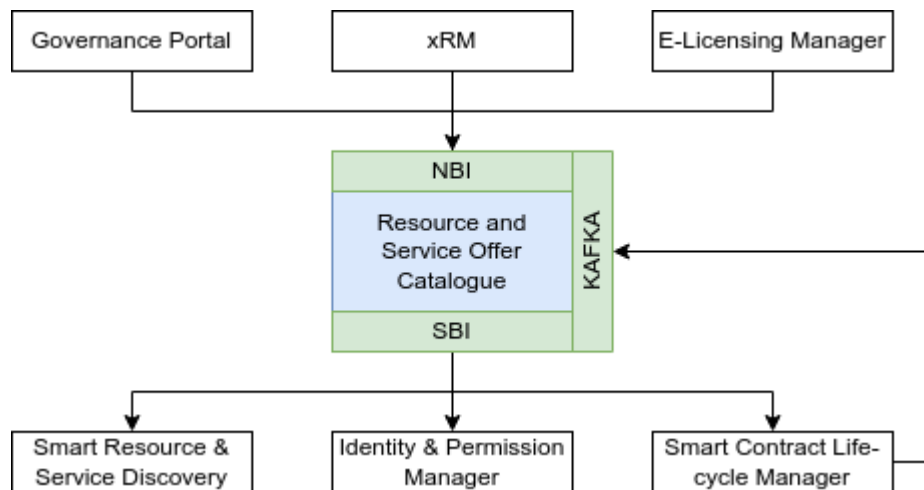 Governance Portal
xRM
E-Licensing Manager
NBI
Resource and
Service Offer
Catalogue
KAFKA
SBI
Smart Resource &
Service Discovery
Identity & Permission
Manager
Smart Contract Life-
cycle Manager